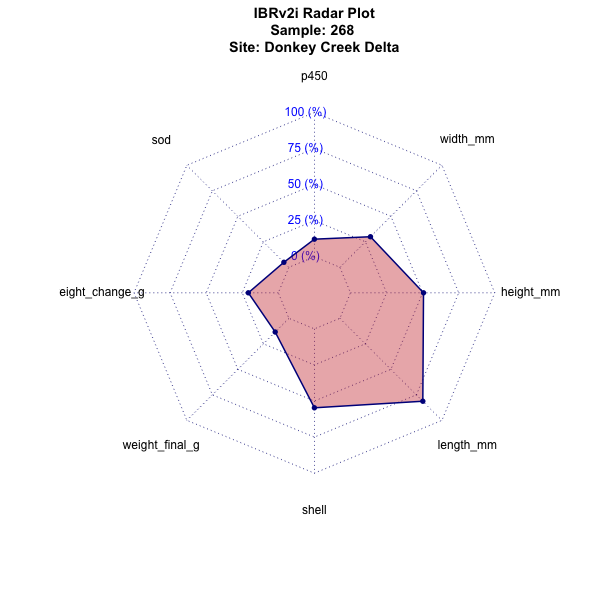 IBRv2i Radar Plot
Sample: 268
Site: Donkey Creek Delta
p450
100 (%)
sod
width_mm
75 (%)
50 (%)
25 (%)
0 (%)
eight_change_g
height_mm
weight_final_g
length_mm
shell